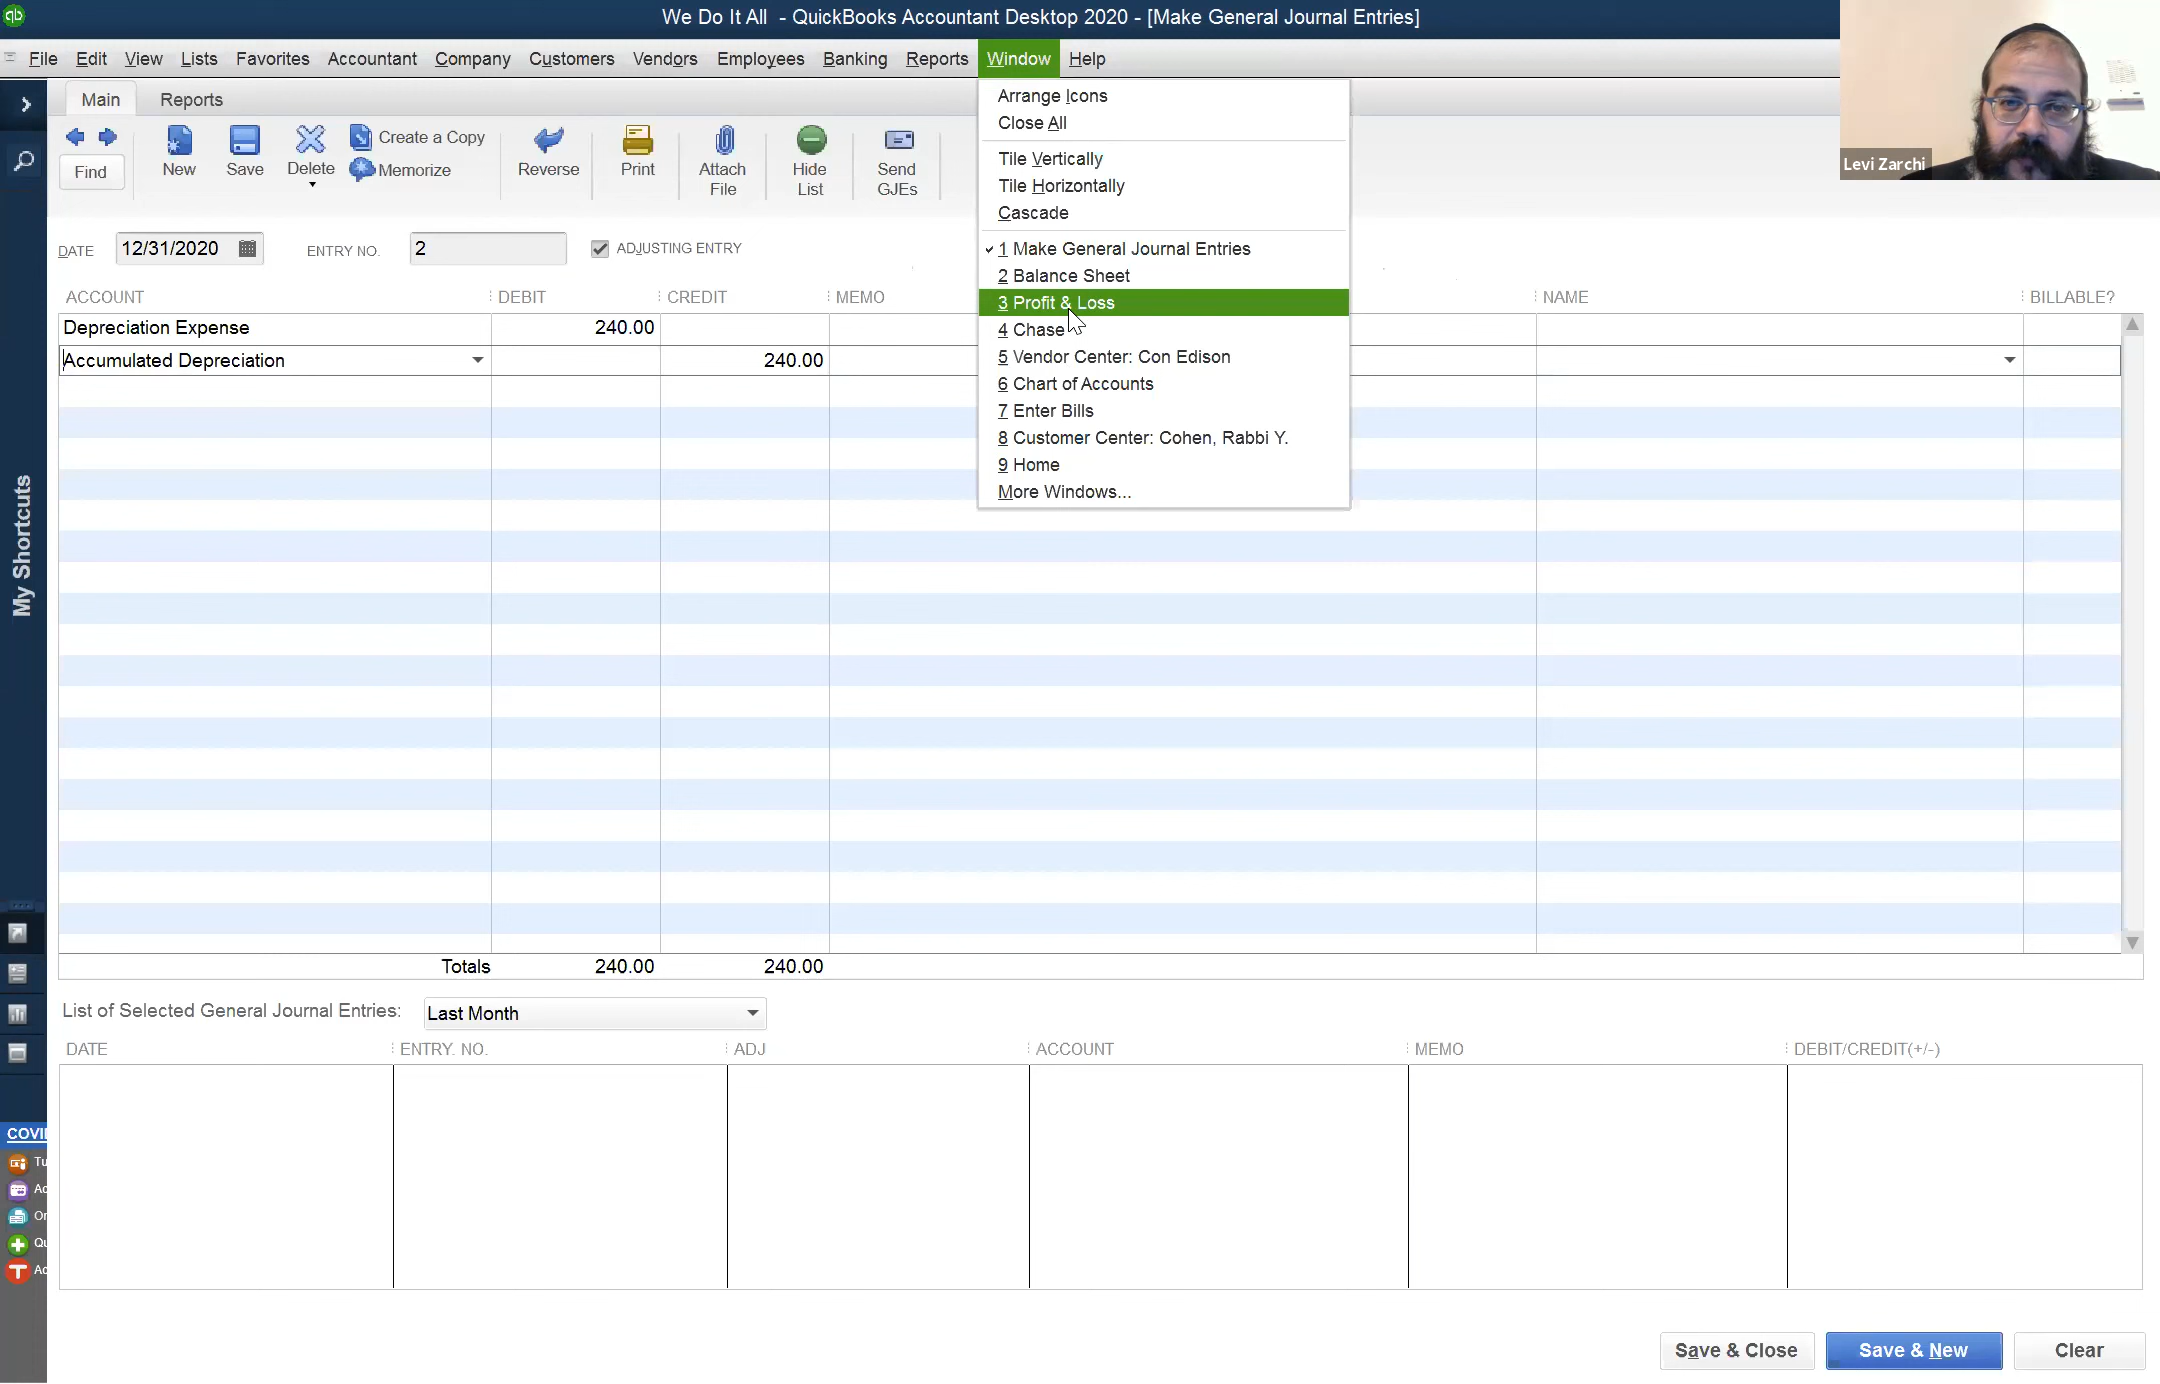 qb We Do It All - QuickBooks Accountant Desktop 2020 - [Make General Journal Entries]
File Edit View Lists Favorites Accountant Company Customers Vendors Employees Banking Reports Window Help
Main Reports
Find
New
Save
Delete
Create a Copy
Memorize
Reverse
Print
Attach
File
Hide
List
Send
GJEs
Arrange Icons
Close All
Tile Vertically
Tile Horizontally
Cascade
✓ 1 Make General Journal Entries
2 Balance Sheet
3 Profit & Loss
4 Chase
5 Vendor Center: Con Edison
6 Chart of Accounts
7 Enter Bills
8 Customer Center: Cohen, Rabbi Y.
9 Home
More Windows...
Levi Zarchi
DATE 12/31/2020 ENTRY NO. 2 ADJUSTING ENTRY
ACCOUNT DEBIT CREDIT MEMO NAME BILLABLE?
Depreciation Expense 240.00
Accumulated Depreciation 240.00
My Shortcuts
Totals 240.00 240.00
List of Selected General Journal Entries: Last Month
DATE ENTRY. NO. ADJ ACCOUNT MEMO DEBIT/CREDIT(+/-)
COVI
Tu
Ac
Or
Qu
Ac
Save & Close Save & New Clear